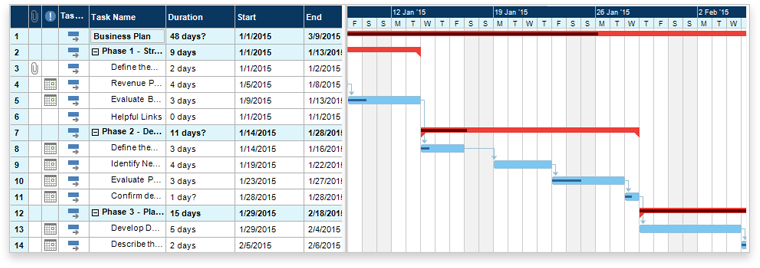 Tas... Task Name Duration Start End 12 Jan '15 19 Jan '15 26 Jan '15 2 Feb '15
F S S M T W T F S S M T W T F S S M T W T F S S M T W
1 Business Plan 48 days? 1/1/2015 3/9/2015
2 Phase 1 - Str... 9 days 1/1/2015 1/13/2015
3 Define the... 2 days 1/1/2015 1/2/2015
4 Revenue P... 4 days 1/5/2015 1/8/2015
5 Evaluate B... 3 days 1/9/2015 1/13/2015
6 Helpful Links 0 days 1/1/2015 1/1/2015
7 Phase 2 - De... 11 days? 1/14/2015 1/28/2015
8 Define the... 3 days 1/14/2015 1/16/2015
9 Identify Ne... 4 days 1/19/2015 1/22/2015
10 Evaluate P... 3 days 1/23/2015 1/27/2015
11 Confirm de... 1 day? 1/28/2015 1/28/2015
12 Phase 3 - Pla... 15 days 1/29/2015 2/18/2015
13 Develop D... 5 days 1/29/2015 2/4/2015
14 Describe th... 2 days 2/5/2015 2/6/2015